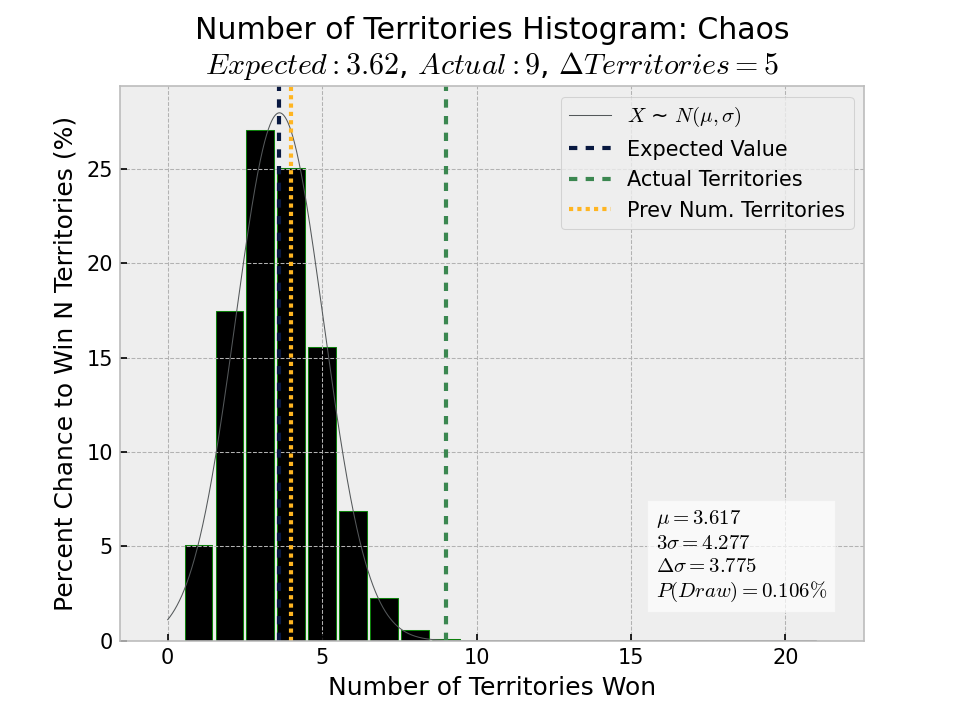 Number of Territories Histogram: Chaos
Expected : 3.62, Actual : 9, ΔTerritories = 5
Percent Chance to Win N Territories (%)
25
20
15
10
5
0
X ~ N(μ, σ)
Expected Value
Actual Territories
Prev Num. Territories
μ = 3.617
3σ = 4.277
Δσ = 3.775
P(Draw) = 0.106%
0 5 10 15 20
Number of Territories Won